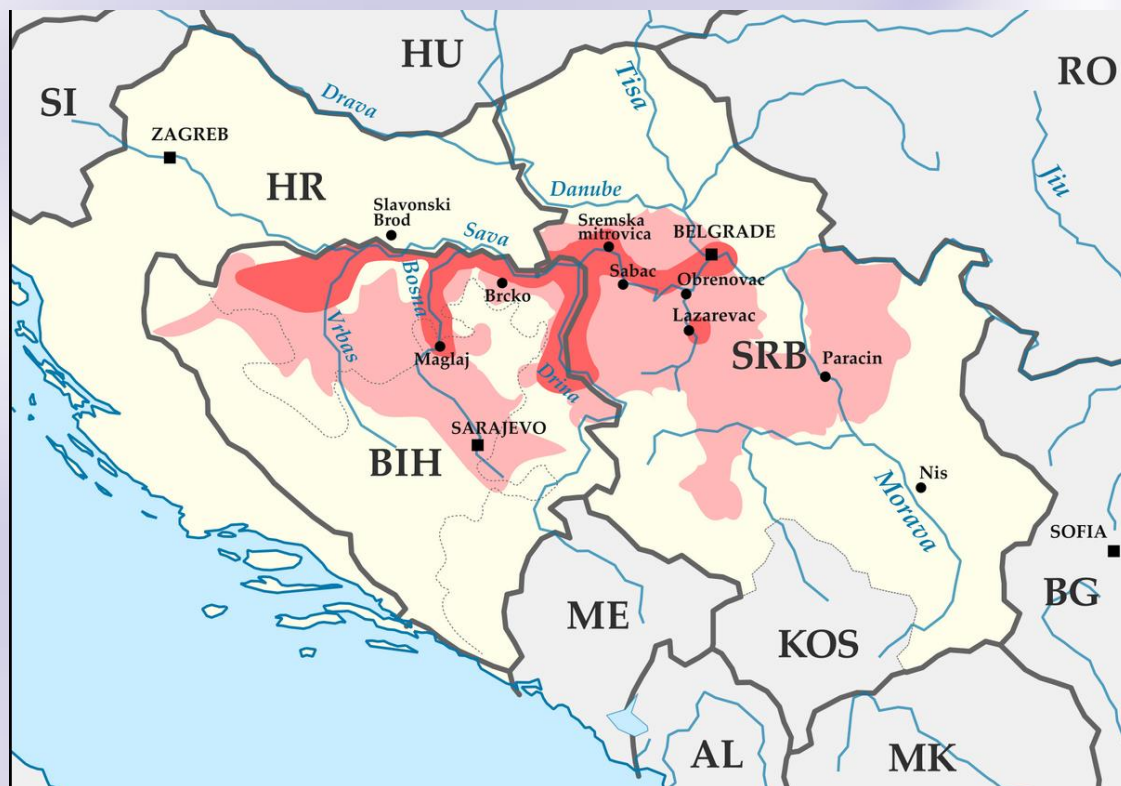 HU
RO
SI
Drava
Tisa
ZAGREB
Jiu
HR
Danube
Slavonski
Brod
Sava
Sremska
mitrovica
BELGRADE
Bosna
Brcko
Sabac
Obrenovac
Lazarevac
Vrbas
Maglaj
Drina
SRB
Paracin
SARAJEVO
BIH
Nis
Morava
SOFIA
BG
ME
KOS
AL
MK